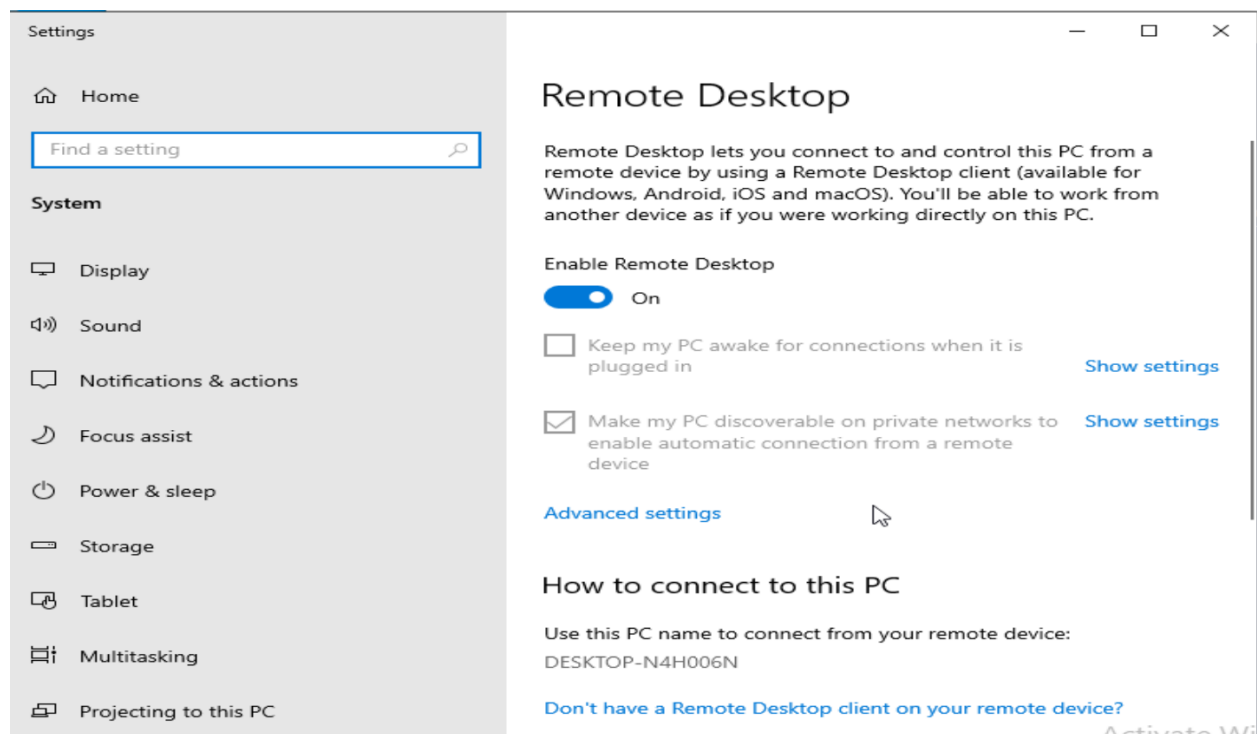 Settings
Home
Find a setting
System
Display
Sound
Notifications & actions
Focus assist
Power & sleep
Storage
Tablet
Multitasking
Projecting to this PC
Remote Desktop
Remote Desktop lets you connect to and control this PC from a
remote device by using a Remote Desktop client (available for
Windows, Android, iOS and macOS). You'll be able to work from
another device as if you were working directly on this PC.
Enable Remote Desktop
On
Keep my PC awake for connections when it is
plugged in
Show settings
Make my PC discoverable on private networks to
enable automatic connection from a remote
device
Show settings
Advanced settings
How to connect to this PC
Use this PC name to connect from your remote device:
DESKTOP-N4H006N
Don't have a Remote Desktop client on your remote device?